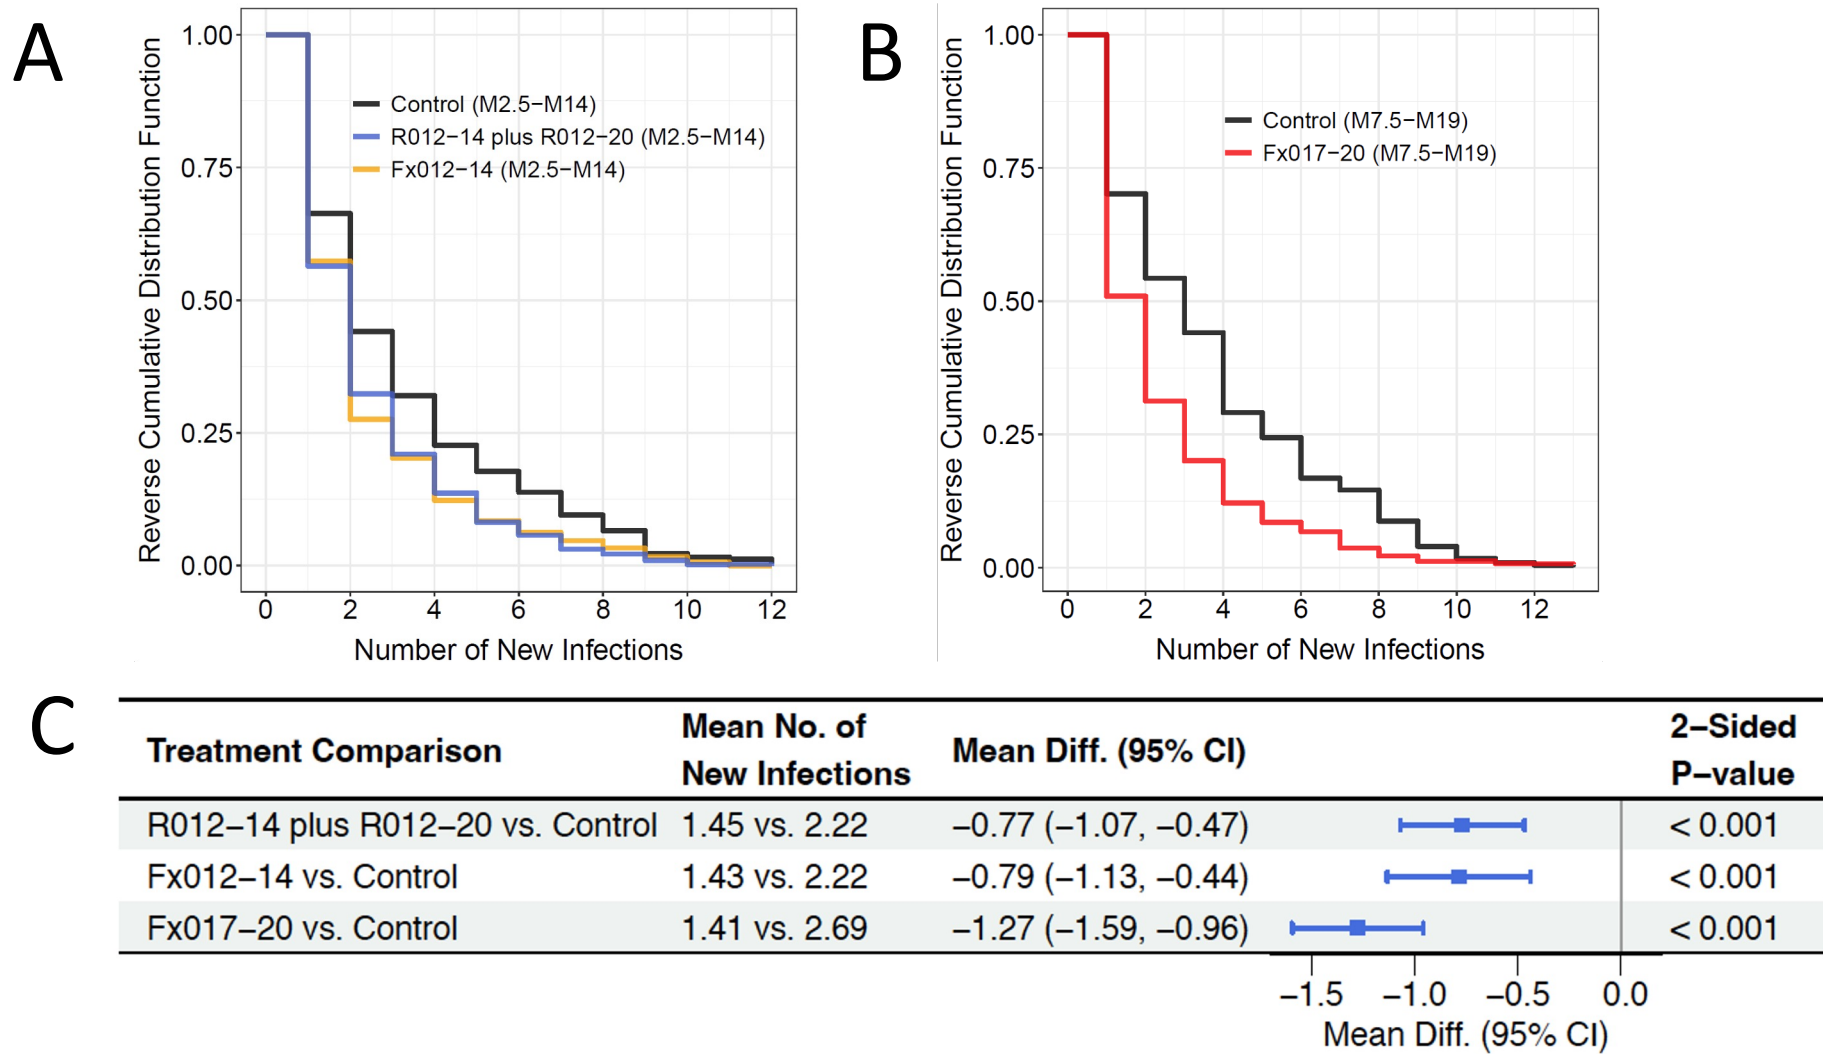 A
Reverse Cumulative Distribution Function
1.00
0.75
0.50
0.25
0.00
Control (M2.5−M14)
R012−14 plus R012−20 (M2.5−M14)
Fx012−14 (M2.5−M14)
0 2 4 6 8 10 12
Number of New Infections
B
Reverse Cumulative Distribution Function
1.00
0.75
0.50
0.25
0.00
Control (M7.5−M19)
Fx017−20 (M7.5−M19)
0 2 4 6 8 10 12
Number of New Infections
C
Treatment Comparison
Mean No. of
New Infections
Mean Diff. (95% CI)
2−Sided
P−value
R012−14 plus R012−20 vs. Control 1.45 vs. 2.22 −0.77 (−1.07, −0.47) < 0.001
Fx012−14 vs. Control 1.43 vs. 2.22 −0.79 (−1.13, −0.44) < 0.001
Fx017−20 vs. Control 1.41 vs. 2.69 −1.27 (−1.59, −0.96) < 0.001
−1.5 −1.0 −0.5 0.0
Mean Diff. (95% CI)